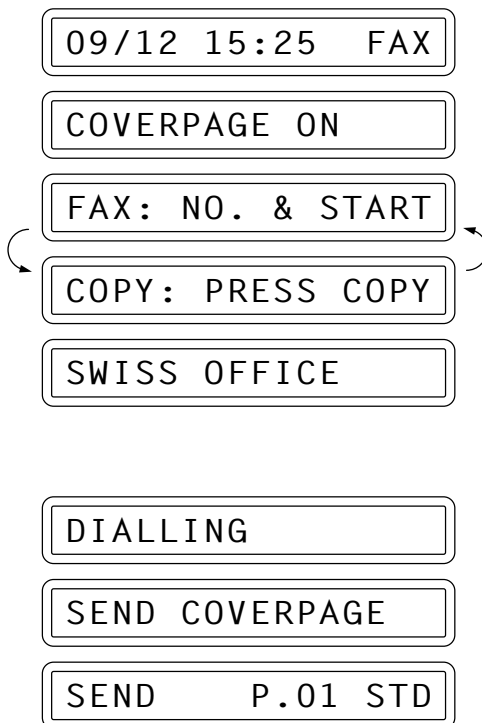 09/12 15:25 FAX
COVERPAGE ON
FAX: NO. & START
COPY: PRESS COPY
SWISS OFFICE
DIALLING
SEND COVERPAGE
SEND P.01 STD